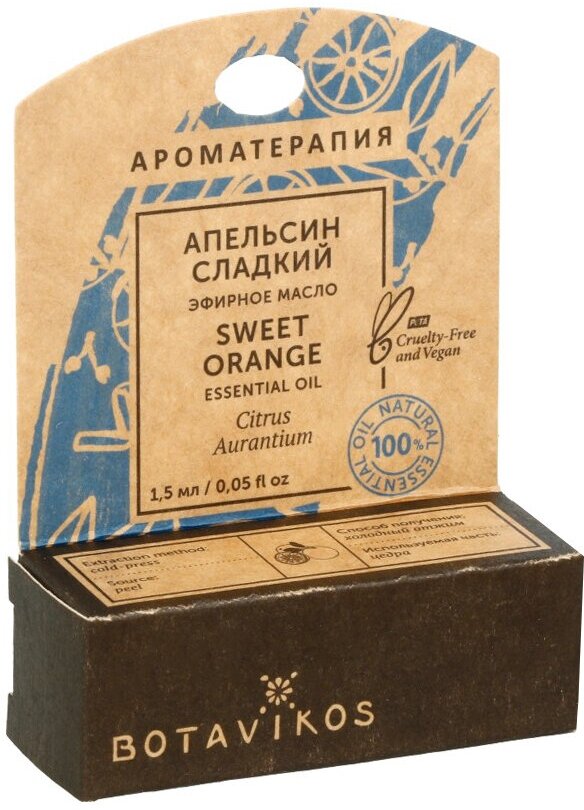 АРОМАТЕРАПИЯ
АПЕЛЬСИН
СЛАДКИЙ
ЭФИРНОЕ МАСЛО
SWEET
ORANGE
ESSENTIAL OIL
Citrus
Aurantium
1,5 мл / 0,05 fl oz
PETA
Cruelty-Free
and Vegan
100%
NATURAL
ESSENTIAL OIL
Extraction method:
cold-press
Source:
peel
Способ получения:
холодный отжим
Используемая часть:
цедра
BOTAVIKOS